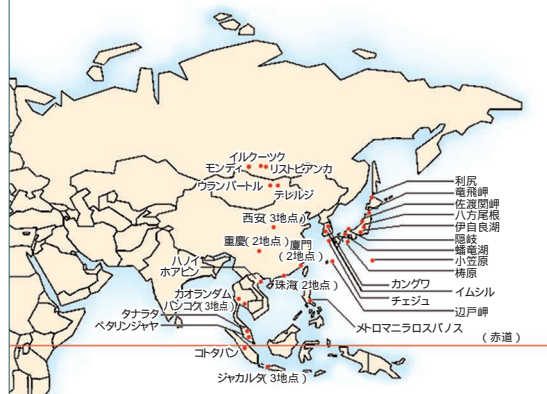 イルクーツク
モンディ
リストビアンカ
ウランバートル
テレルジ
西安(3地点)
重慶(2地点)
廈門
(2地点)
ハノイ
ホアビン
珠海(2地点)
カオランダム
バンコク(3地点)
タナラタ
ペタリンジャヤ
コトタバン
ジャカルタ(3地点)
利尻
竜飛岬
佐渡関岬
八方尾根
伊自良湖
隠岐
蟠竜湖
小笠原
梼原
カングワ
イムシル
チェジュ
辺戸岬
メトロマニラロスバノス
(赤道)